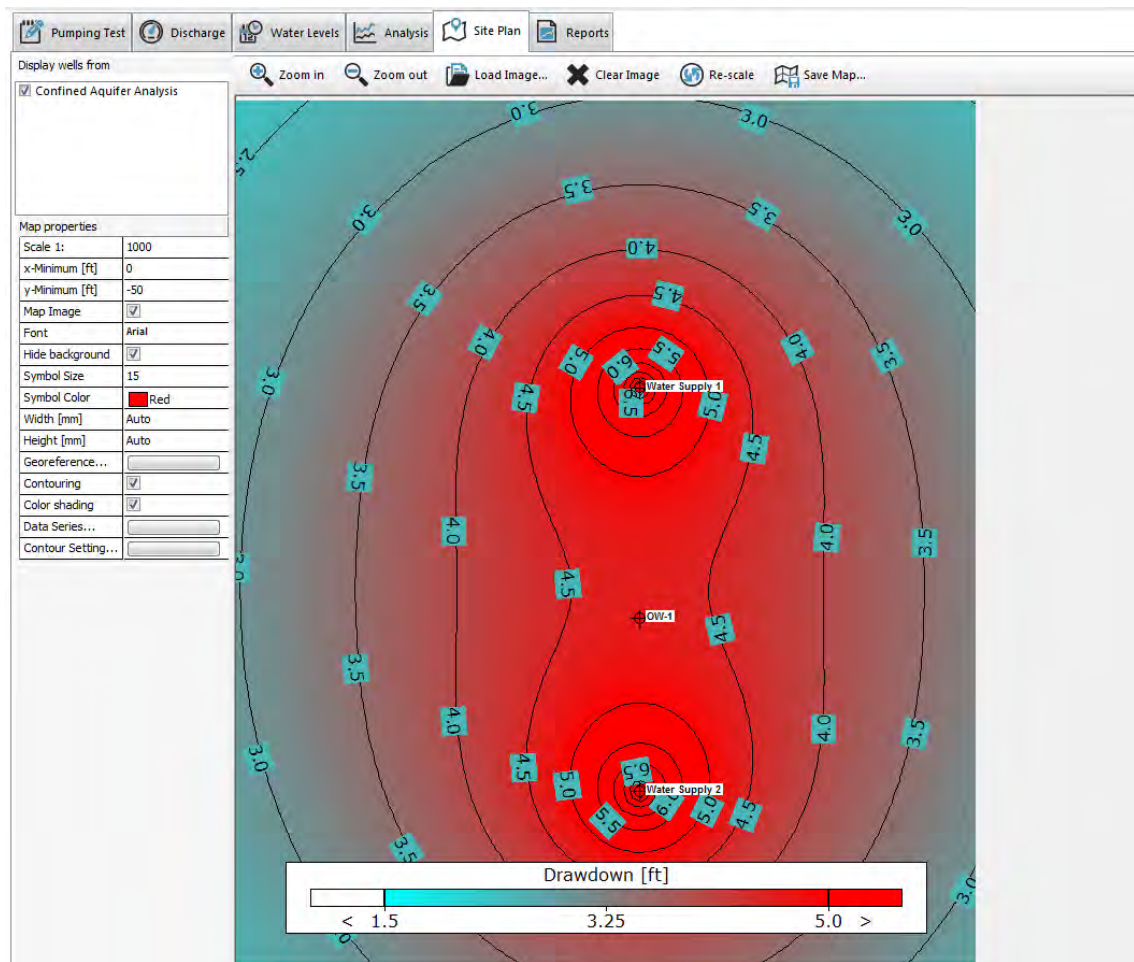 Pumping Test Discharge Water Levels Analysis Site Plan Reports
Display wells from
Confined Aquifer Analysis
Zoom in Zoom out Load Image... Clear Image Re-scale Save Map...
Map properties
Scale 1: 1000
x-Minimum [ft] 0
y-Minimum [ft] -50
Map Image
Font Arial
Hide background
Symbol Size 15
Symbol Color Red
Width [mm] Auto
Height [mm] Auto
Georeference...
Contouring
Color shading
Data Series...
Contour Setting...
3.0 3.0
2.5
3.5
3.0 3.5 3.0
4.0
4.5
3.5
4.0 4.0
5.5
5.0 6.0 3.5
3.0 Water Supply 1
4.5 6.5 5.0
4.5
3.5
4.0 4.0 3.5
3.0 4.5
OW-1
4.5
3.5
4.0 4.0 3.5
3.0 4.5 6.5
5.0 Water Supply 2
6.0 5.0 4.5
5.5
3.5
Drawdown [ft]
< 1.5 3.25 5.0 >
3.0
3.0